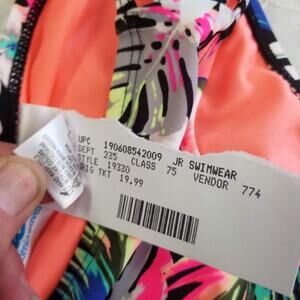 UPC 190608542009 JR SWIMWEAR
DEPT 235 CLASS 75 VENDOR 774
STYLE 19330
ORIG TKT 19.99